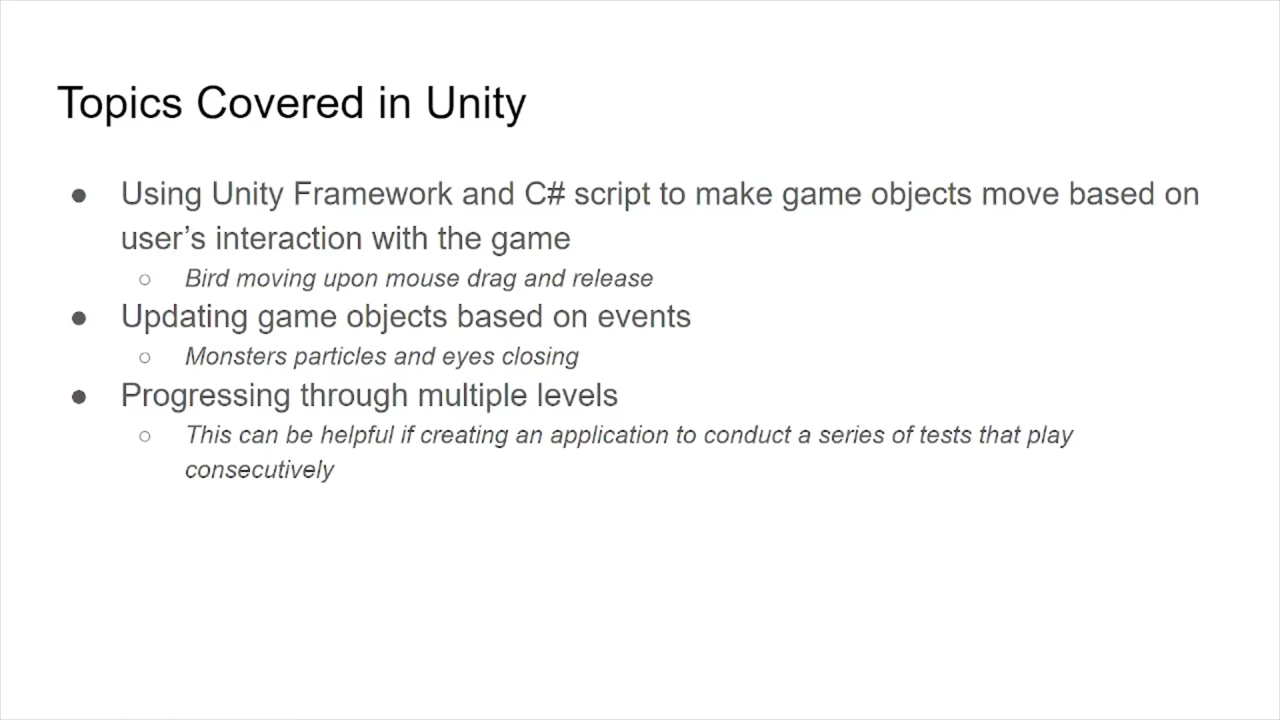 Topics Covered in Unity
● Using Unity Framework and C# script to make game objects move based on
user’s interaction with the game
○ Bird moving upon mouse drag and release
● Updating game objects based on events
○ Monsters particles and eyes closing
● Progressing through multiple levels
○ This can be helpful if creating an application to conduct a series of tests that play
consecutively